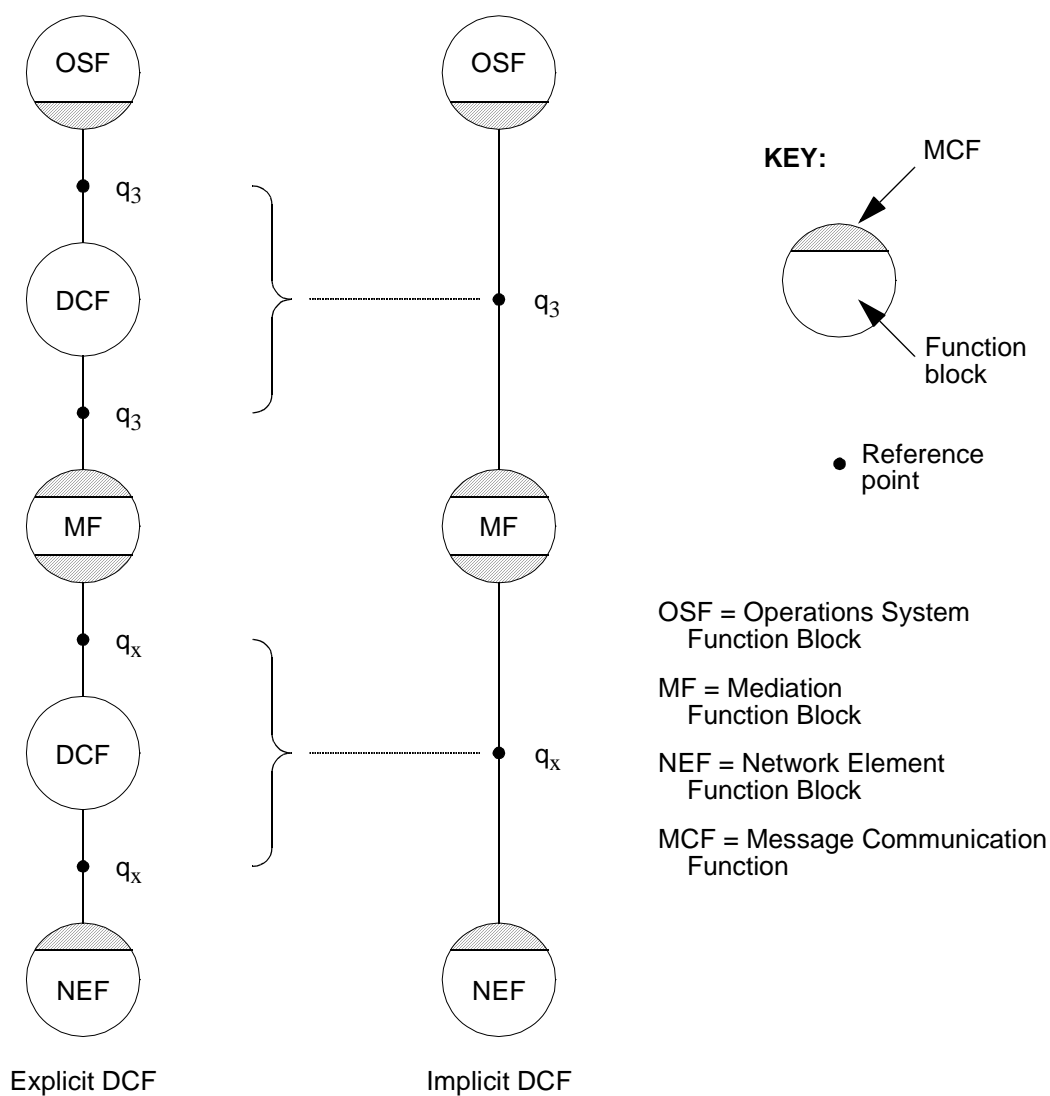 OSF
q3
DCF
q3
MF
qx
DCF
qx
NEF
Explicit DCF
OSF
q3
MF
qx
NEF
Implicit DCF
KEY:
MCF
Function
block
Reference
point
OSF = Operations System
Function Block
MF = Mediation
Function Block
NEF = Network Element
Function Block
MCF = Message Communication
Function